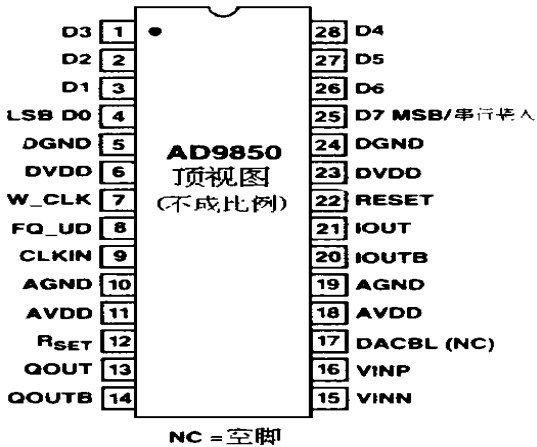 D3 1 28 D4
D2 2 27 D5
D1 3 26 D6
LSB D0 4 25 D7 MSB/串行输入
DGND 5 24 DGND
AD9850
DVDD 6 23 DVDD
顶视图
W_CLK 7 22 RESET
(不成比例)
FQ_UD 8 21 IOUT
CLKIN 9 20 IOUTB
AGND 10 19 AGND
AVDD 11 18 AVDD
RSET 12 17 DACBL (NC)
QOUT 13 16 VINP
QOUTB 14 15 VINN
NC = 空脚